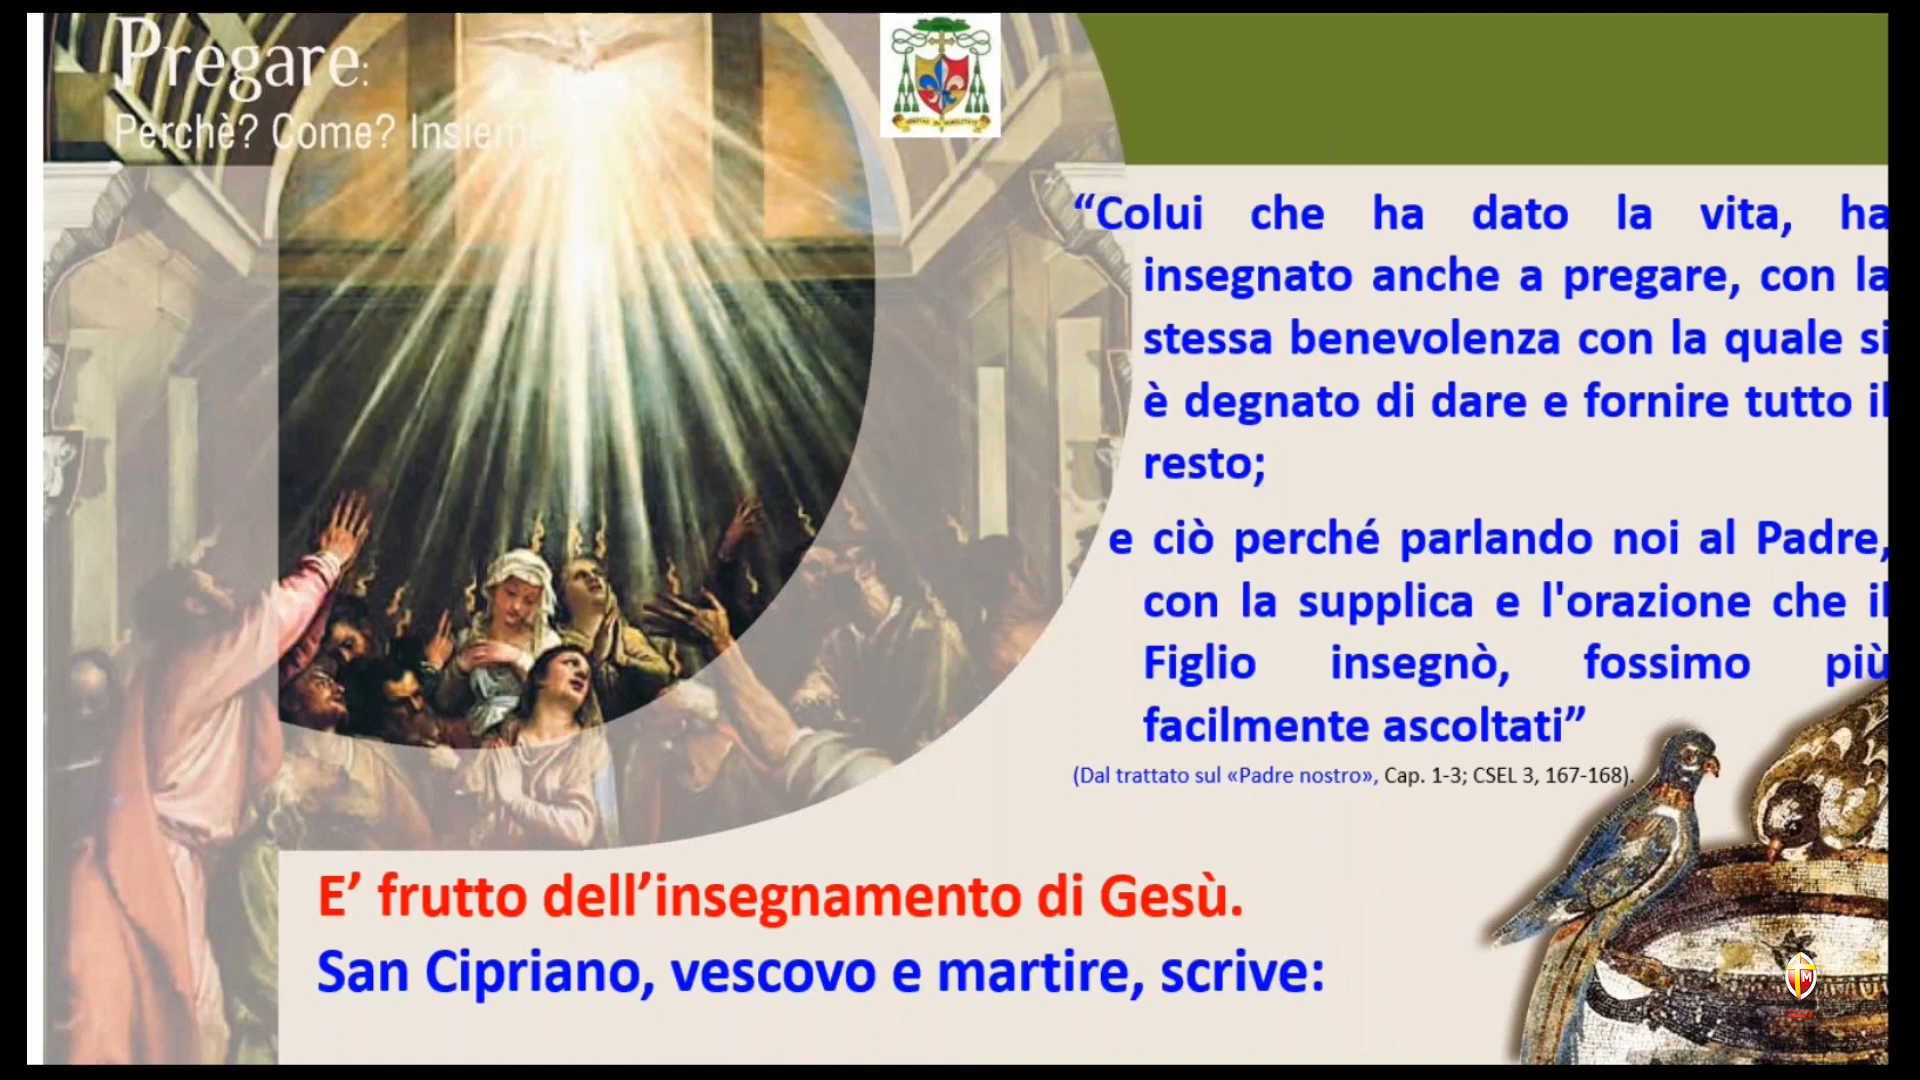 Pregare:
Perchè? Come? Insieme
“Colui che ha dato la vita, ha
insegnato anche a pregare, con la
stessa benevolenza con la quale si
è degnato di dare e fornire tutto il
resto;
e ciò perché parlando noi al Padre,
con la supplica e l'orazione che il
Figlio insegnò, fossimo più
facilmente ascoltati”
(Dal trattato sul «Padre nostro», Cap. 1-3; CSEL 3, 167-168).
E’ frutto dell’insegnamento di Gesù.
San Cipriano, vescovo e martire, scrive: